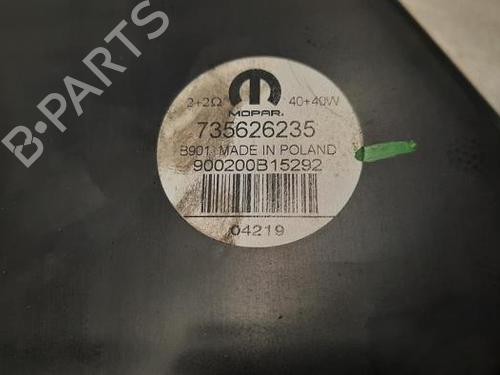 2+2Ω 40+40W
MOPAR.
735626235
B901 MADE IN POLAND
900200B15292
04219
B-PARTS